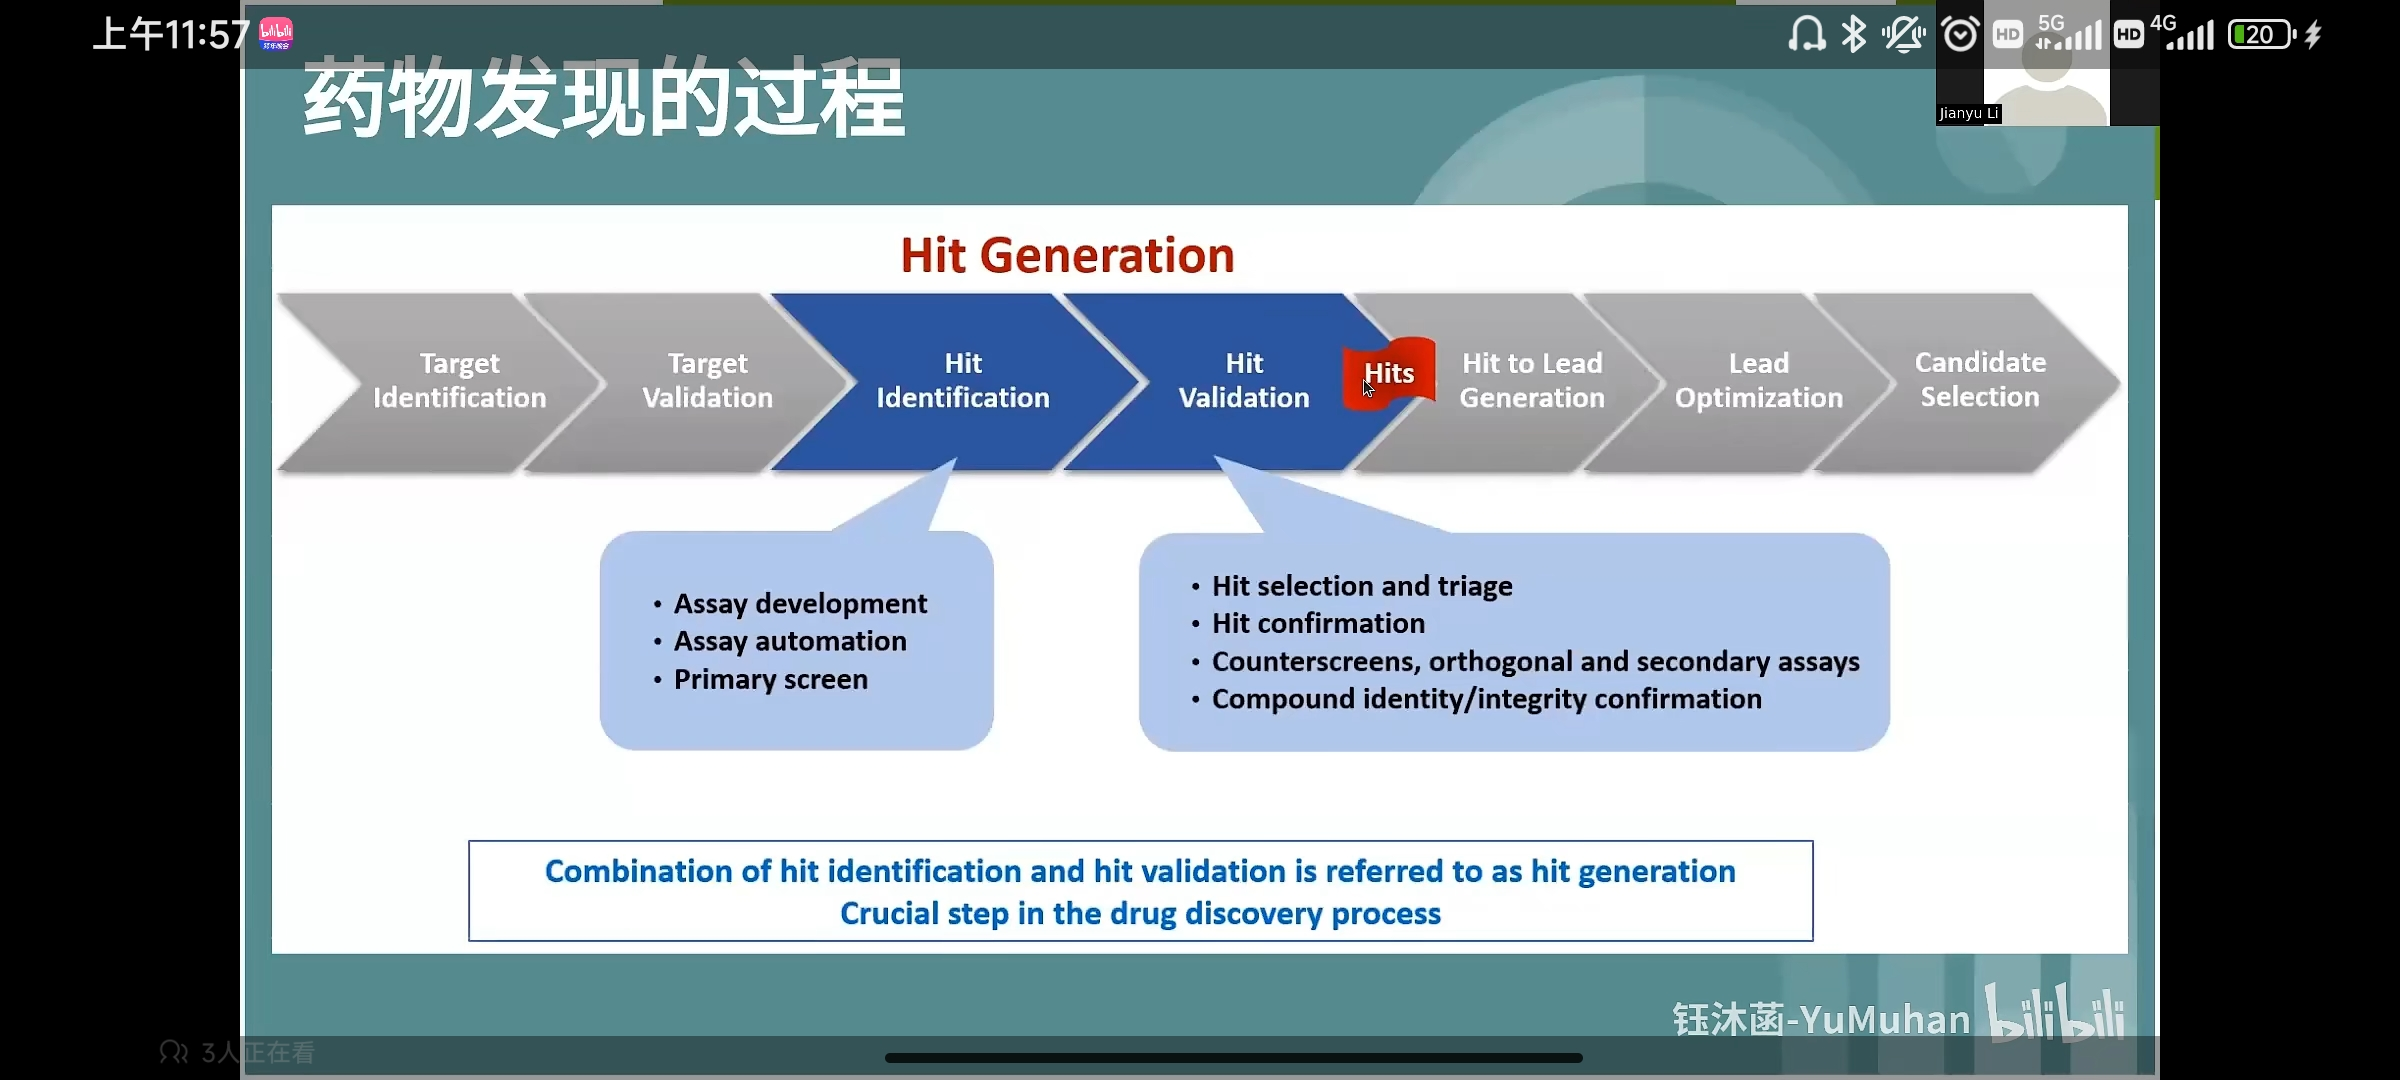 上午11:57
bilibili
HD 5G HD 4G 20
药物发现的过程
Jianyu Li
Hit Generation
Target
Identification
Target
Validation
Hit
Identification
Hit
Validation
Hits
Hit to Lead
Generation
Lead
Optimization
Candidate
Selection
• Assay development
• Assay automation
• Primary screen
• Hit selection and triage
• Hit confirmation
• Counterscreens, orthogonal and secondary assays
• Compound identity/integrity confirmation
Combination of hit identification and hit validation is referred to as hit generation
Crucial step in the drug discovery process
钰沐菡-YuMuhan bilibili
3人正在看